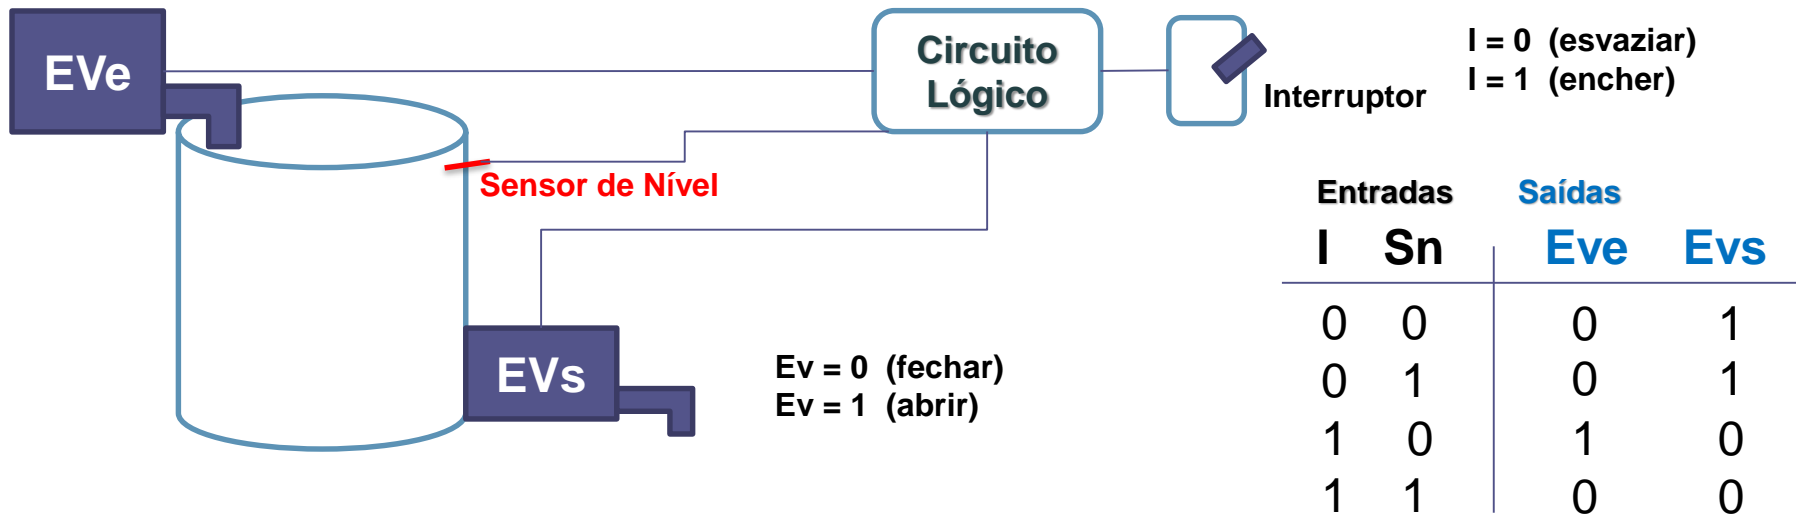 EVe
Circuito
Lógico
Interruptor
I = 0 (esvaziar)
I = 1 (encher)
Sensor de Nível
EVs
Ev = 0 (fechar)
Ev = 1 (abrir)
Entradas Saídas
I Sn Eve Evs
0 0 0 1
0 1 0 1
1 0 1 0
1 1 0 0